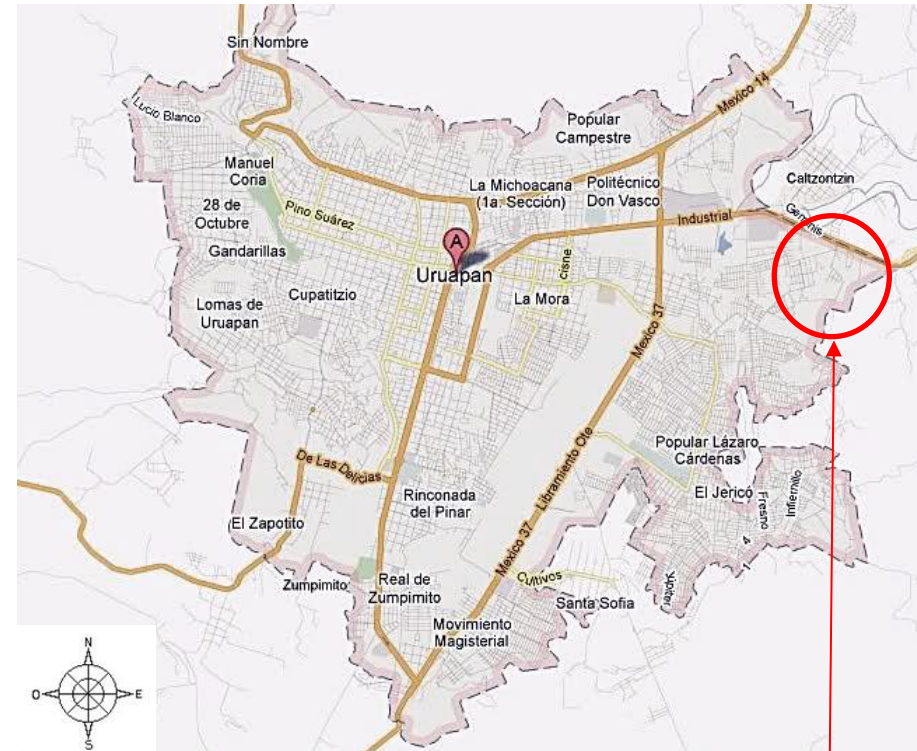 Sin Nombre
Mexico 14
Lucio Blanco
Popular
Campestre
Manuel
Coria
La Michoacana
(1a. Sección)
Politécnico
Don Vasco
Caltzontzin
28 de
Octubre
Pino Suárez
Industrial
Geminis
Gandarillas
A
Uruapan
cisne
Lomas de
Uruapan
Cupatitzio
La Mora
Mexico 37
De Las Delicias
Libramiento Ote
Popular Lázaro
Cárdenas
El Jericó
Fresno
Infiernillo
4
Rinconada
del Pinar
El Zapotito
Zumpimito
Real de
Zumpimito
Mexico 37
Cultivos
Santa Sofia
Movimiento
Magisterial
N
O
E
S